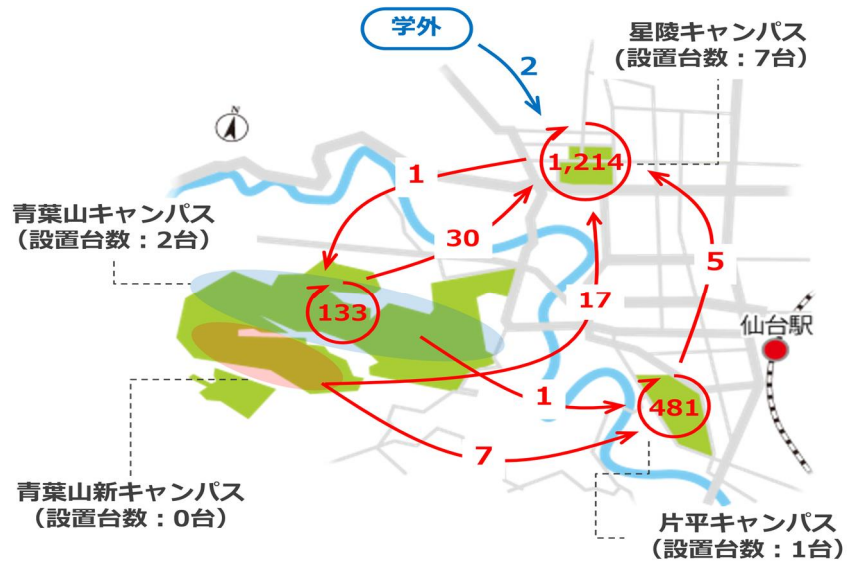 学外
星陵キャンパス
(設置台数：7台)
2
N
1,214
1
青葉山キャンパス
（設置台数：2台）
30
5
17
133
仙台駅
1
481
7
青葉山新キャンパス
（設置台数：0台）
片平キャンパス
（設置台数：1台）